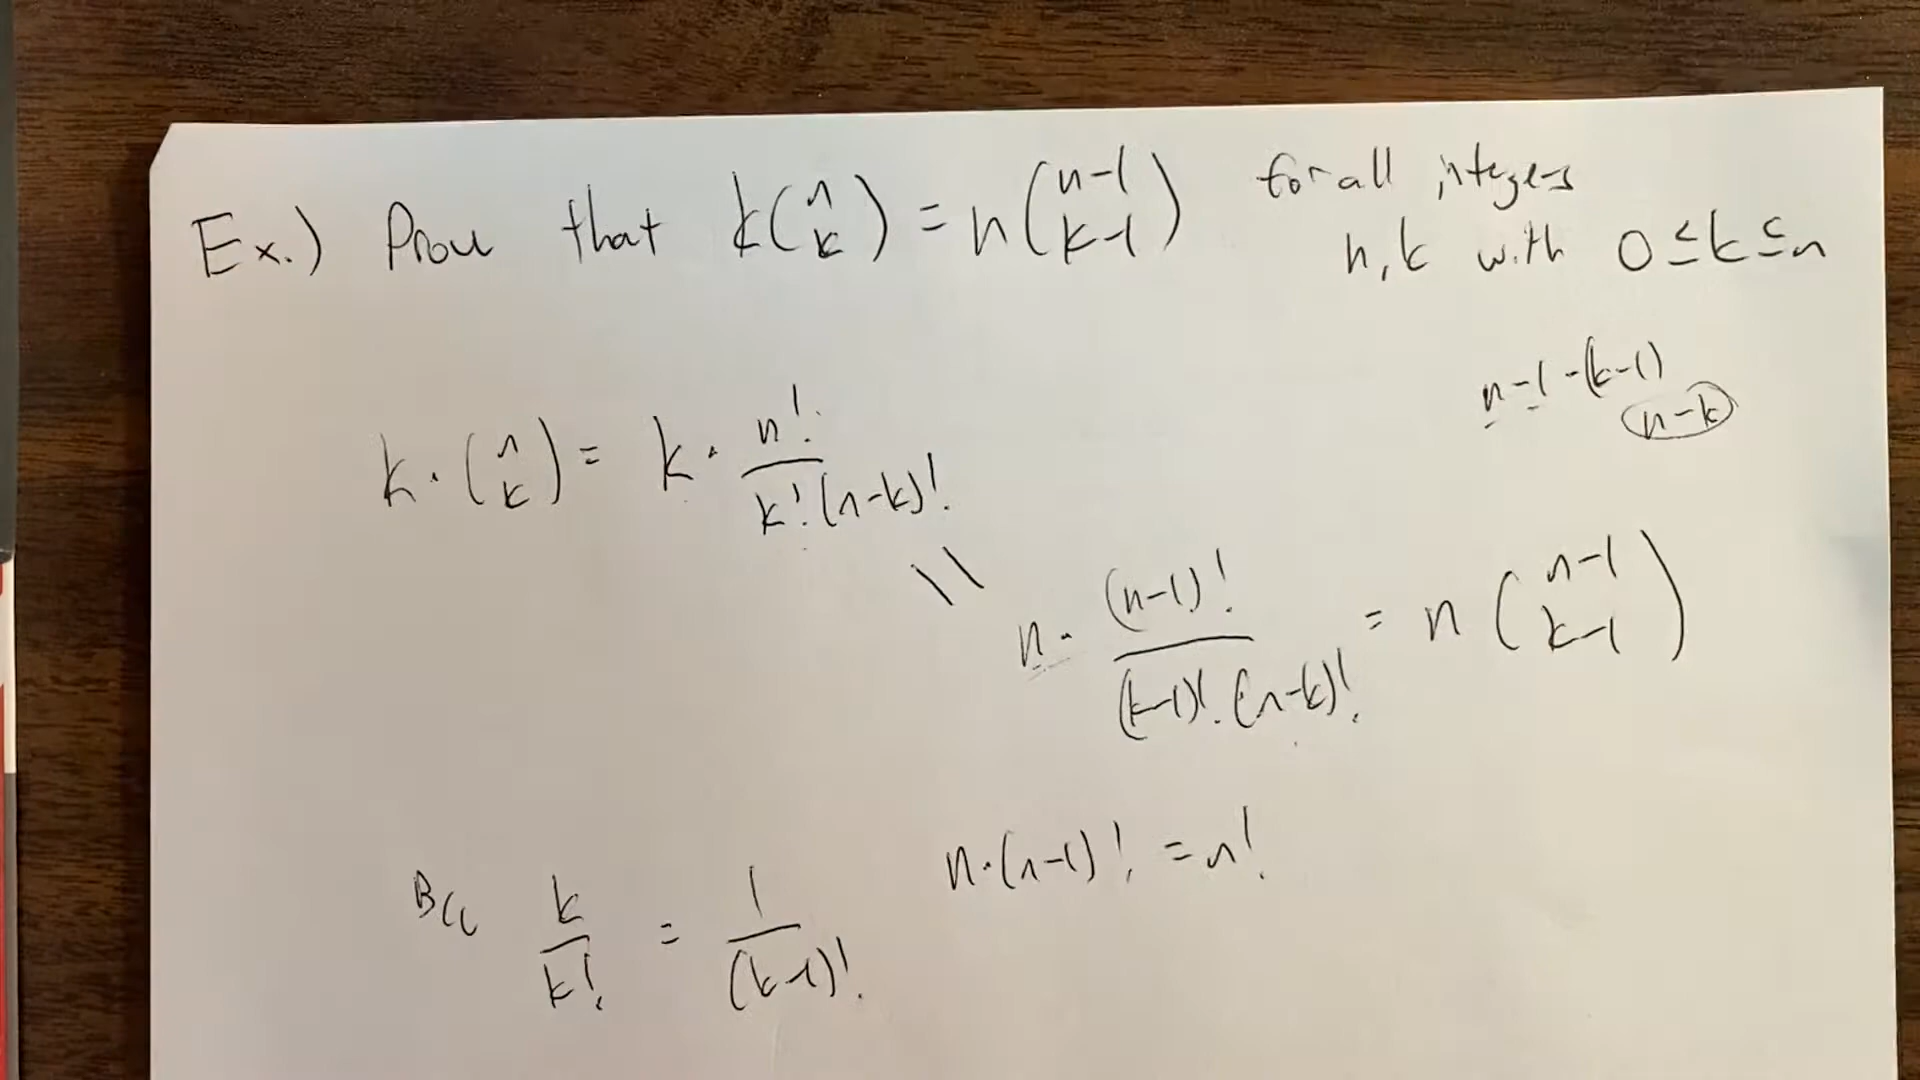 Ex.) Prove that k(n k) = n(n-1 k-1) for all integers
n, k with 0 ≤ k ≤ n
n-1-(k-1)
n-k
k · (n k) = k · n! / k!(n-k)!
\\
n · (n-1)! / (k-1)! · (n-k)! = n (n-1 k-1)
n·(n-1)! = n!
k / k! = 1 / (k-1)!